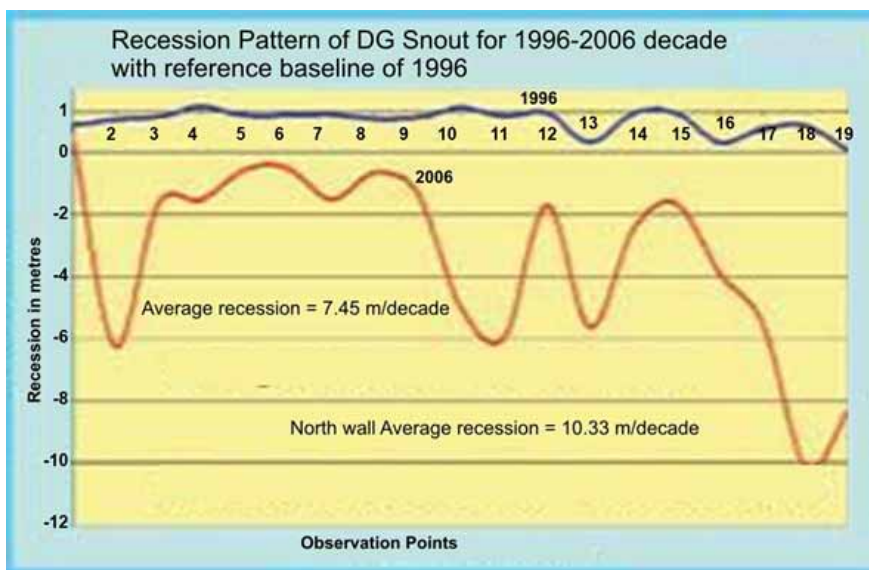 Recession Pattern of DG Snout for 1996-2006 decade
with reference baseline of 1996
Recession in metres
1
0
-2
-4
-6
-8
-10
-12
1996
2 3 4 5 6 7 8 9 10 11 12 13 14 15 16 17 18 19
2006
Average recession = 7.45 m/decade
North wall Average recession = 10.33 m/decade
Observation Points